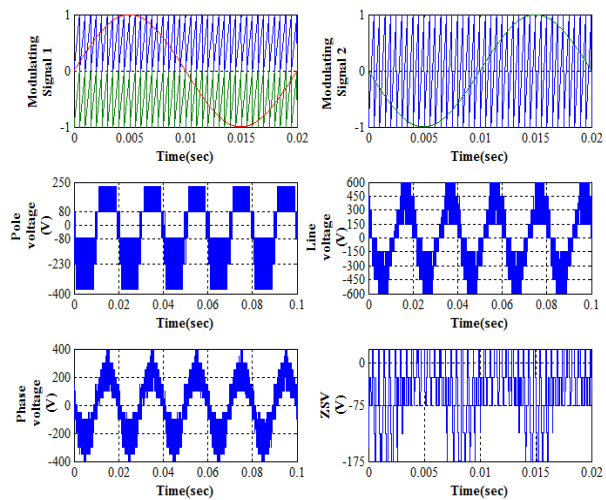 Modulating
Signal 1
1
0
-1
0
0.005
0.01
0.015
0.02
Time(sec)
Modulating
Signal 2
1
0
-1
0
0.005
0.01
0.015
0.02
Time(sec)
Pole
voltage
(V)
250
80
0
-80
-230
-400
0
0.02
0.04
0.06
0.08
0.1
Time(sec)
Line
voltage
(V)
600
450
300
150
0
-150
-300
-450
-600
0
0.02
0.04
0.06
0.08
0.1
Time(sec)
Phase
voltage
(V)
400
200
0
-200
-400
0
0.02
0.04
0.06
0.08
0.1
Time(sec)
ZSV
(V)
0
-75
-175
0
0.005
0.01
0.015
0.02
Time(sec)